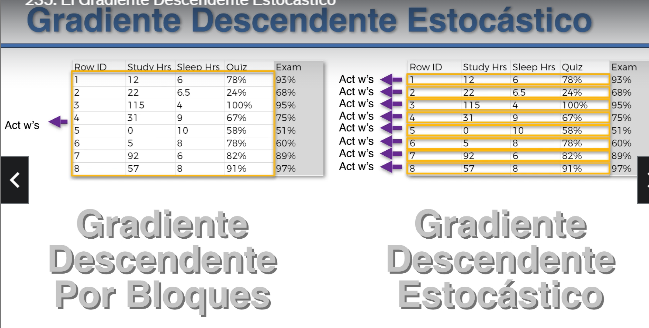 235. El Gradiente Descendente Estocástico
Gradiente Descendente Estocástico
Row ID Study Hrs Sleep Hrs Quiz Exam
1 12 6 78% 93%
2 22 6.5 24% 68%
3 115 4 100% 95%
4 31 9 67% 75%
5 0 10 58% 51%
6 5 8 78% 60%
7 92 6 82% 89%
8 57 8 91% 97%
Act w's
Gradiente
Descendente
Por Bloques
Row ID Study Hrs Sleep Hrs Quiz Exam
Act w's 1 12 6 78% 93%
Act w's 2 22 6.5 24% 68%
Act w's 3 115 4 100% 95%
Act w's 4 31 9 67% 75%
Act w's 5 0 10 58% 51%
Act w's 6 5 8 78% 60%
Act w's 7 92 6 82% 89%
Act w's 8 57 8 91% 97%
Gradiente
Descendente
Estocástico